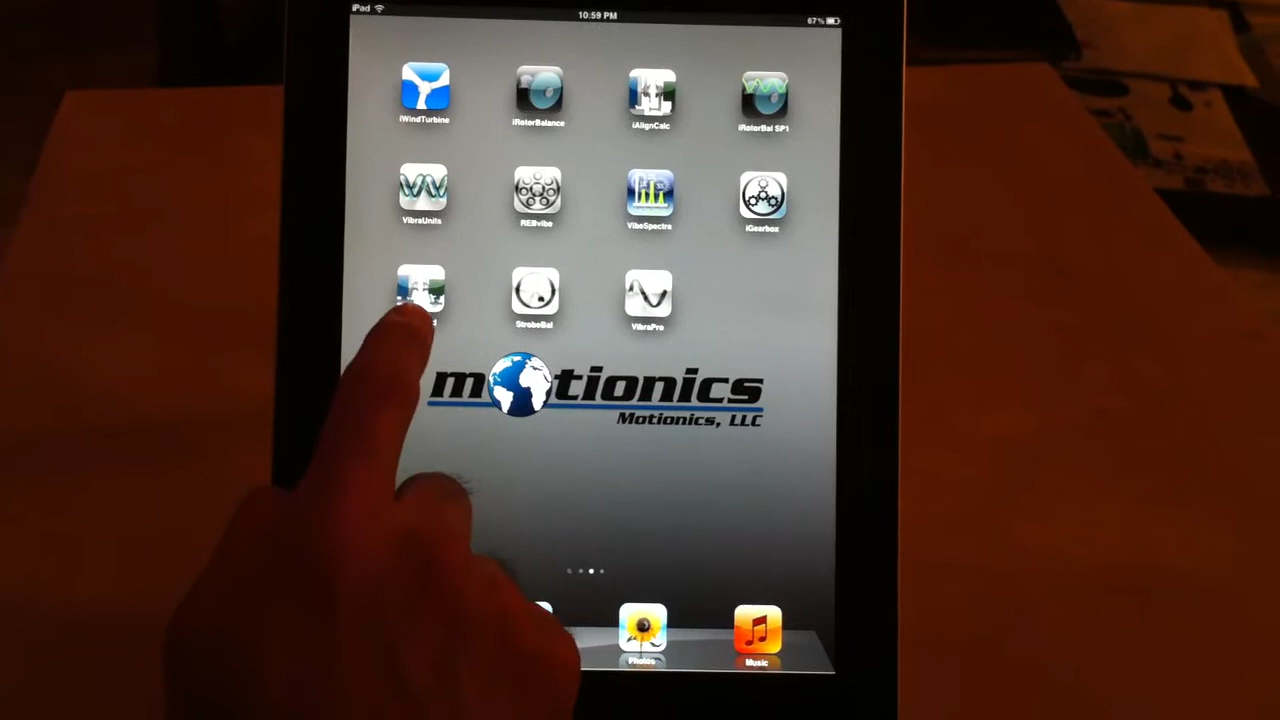 iPad
10:59 PM
67%
iWindTurbine
iRotorBalance
iAlignCalc
iRotorBal SP1
VibraUnits
REBvibe
VibeSpectra
iGearbox
StrobeBal
VibraPro
motionics
Motionics, LLC
Photos
Music